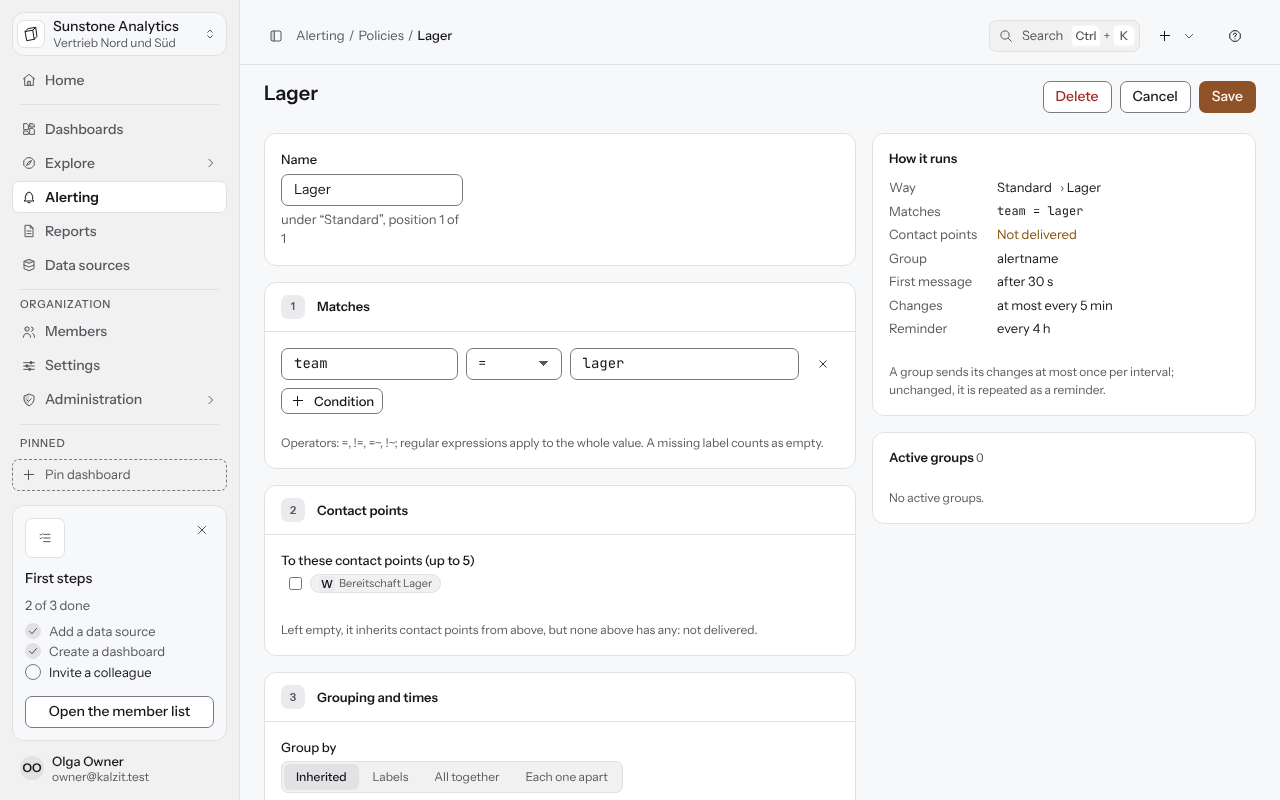 Sunstone Analytics
Vertrieb Nord und Süd
Home
Dashboards
Explore
Alerting
Reports
Data sources
ORGANIZATION
Members
Settings
Administration
PINNED
Pin dashboard
First steps
2 of 3 done
Add a data source
Create a dashboard
Invite a colleague
Open the member list
OO
Olga Owner
owner@kalzit.test
Alerting / Policies / Lager
Search Ctrl + K
Lager
Delete
Cancel
Save
Name
Lager
under “Standard”, position 1 of
1
1 Matches
team
=
lager
Condition
Operators: =, !=, =~, !~; regular expressions apply to the whole value. A missing label counts as empty.
2 Contact points
To these contact points (up to 5)
W Bereitschaft Lager
Left empty, it inherits contact points from above, but none above has any: not delivered.
3 Grouping and times
Group by
Inherited
Labels
All together
Each one apart
How it runs
Way Standard › Lager
Matches team = lager
Contact points Not delivered
Group alertname
First message after 30 s
Changes at most every 5 min
Reminder every 4 h
A group sends its changes at most once per interval;
unchanged, it is repeated as a reminder.
Active groups 0
No active groups.